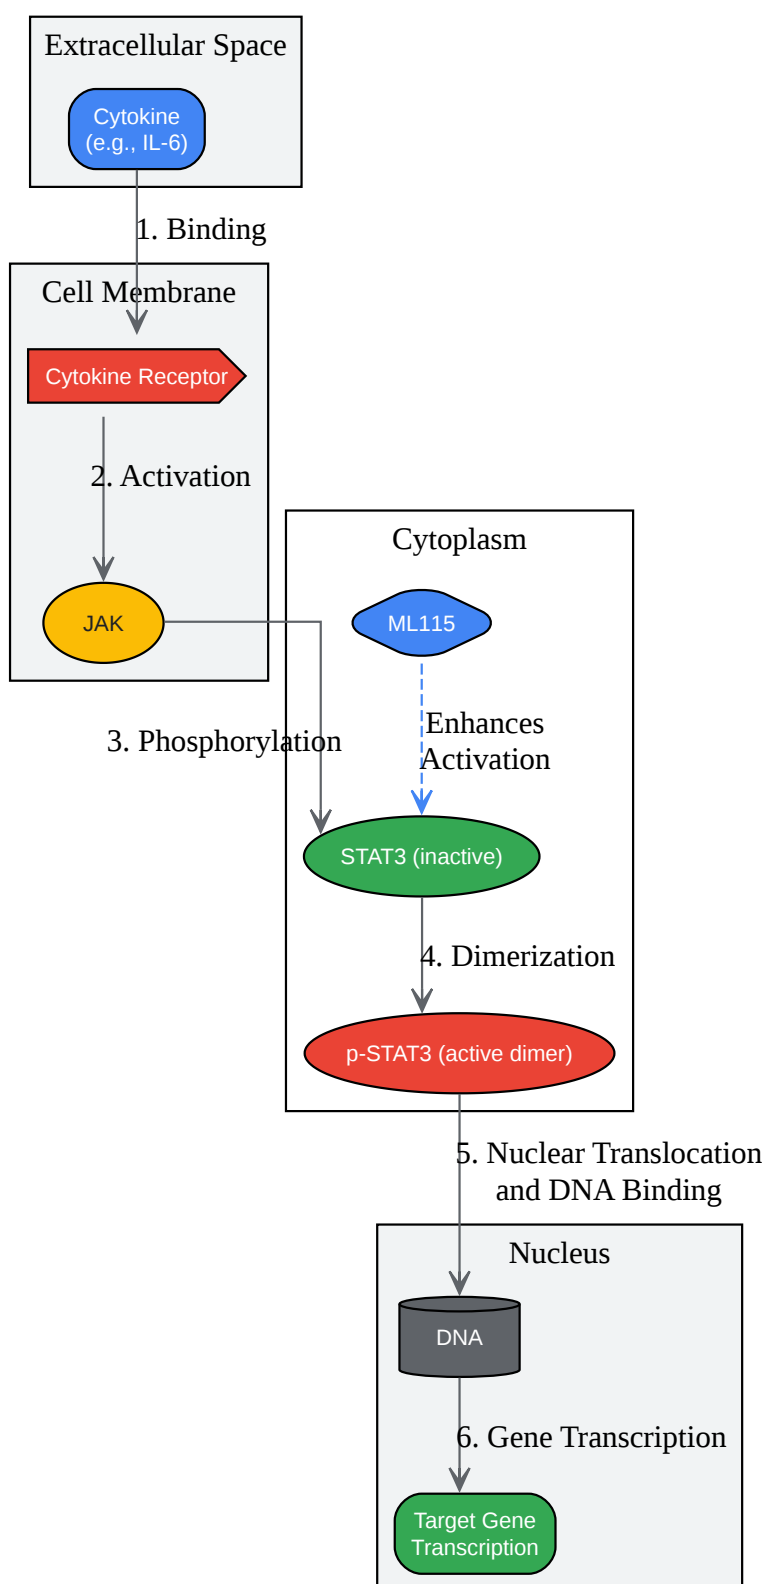 Extracellular Space
Cytokine
(e.g., IL-6)
1. Binding
Cell Membrane
Cytokine Receptor
2. Activation
JAK
Cytoplasm
ML115
3. Phosphorylation
Enhances
Activation
STAT3 (inactive)
4. Dimerization
p-STAT3 (active dimer)
5. Nuclear Translocation
and DNA Binding
Nucleus
DNA
6. Gene Transcription
Target Gene
Transcription